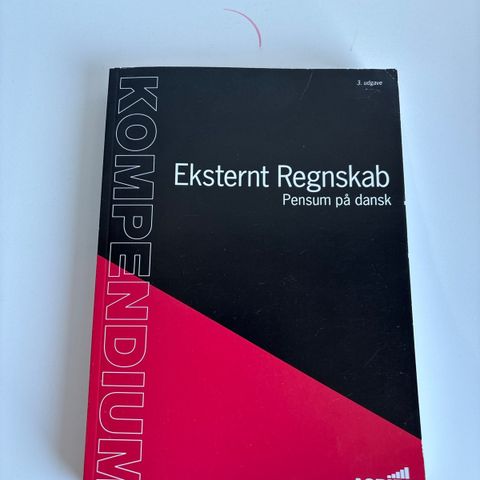 3. udgave
KOMPENDIUM
Eksternt Regnskab
Pensum på dansk